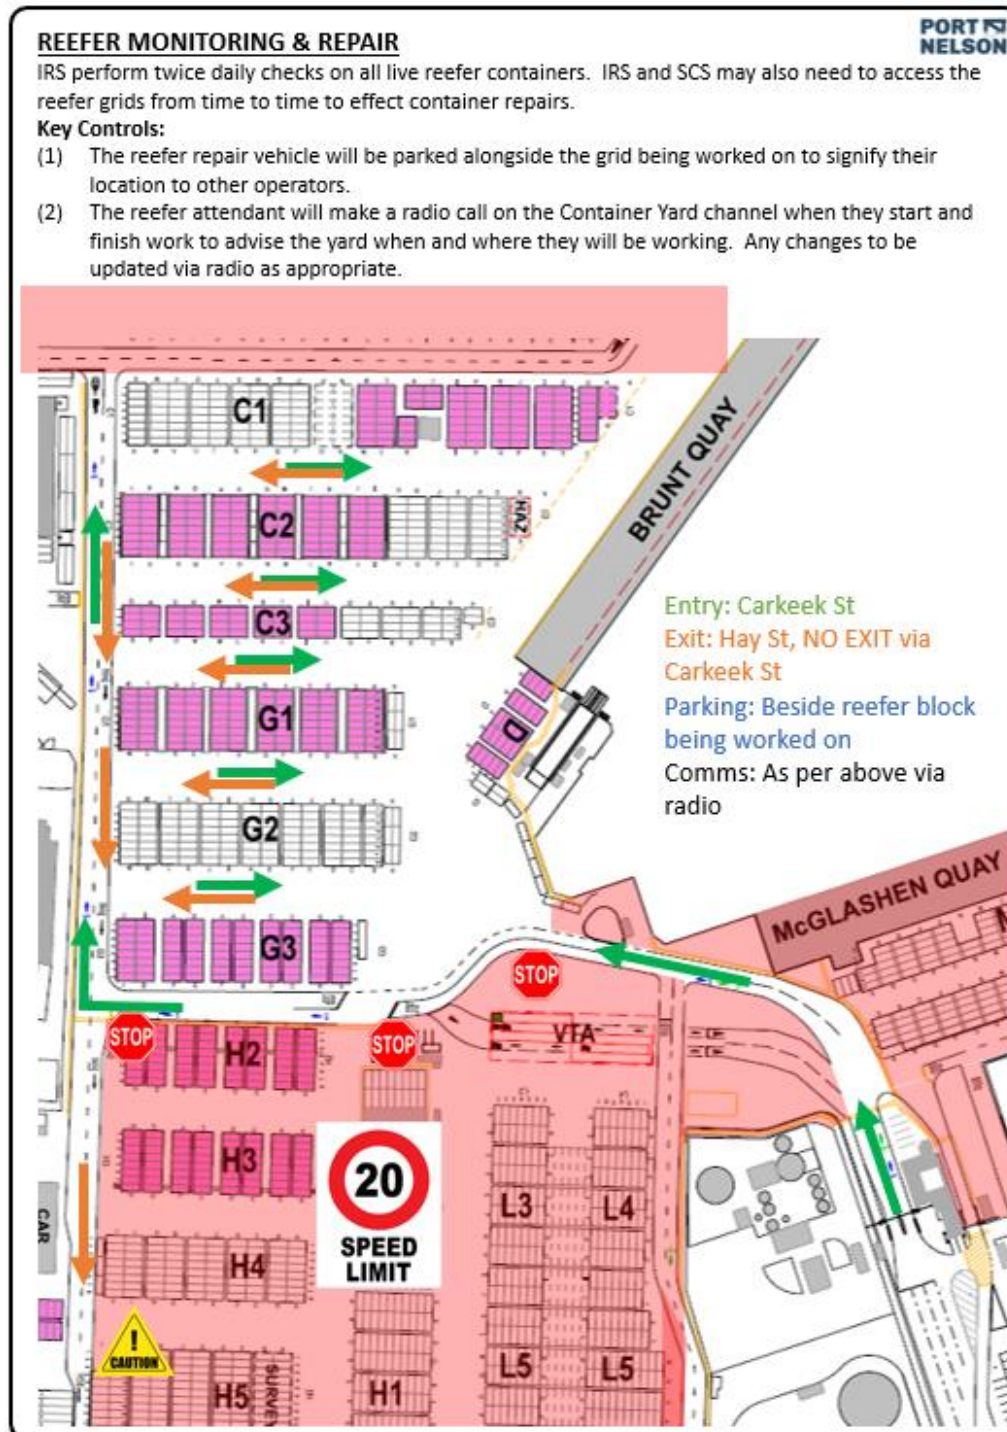 PORT
NELSON
REEFER MONITORING & REPAIR
IRS perform twice daily checks on all live reefer containers.  IRS and SCS may also need to access the
reefer grids from time to time to effect container repairs.
Key Controls:
(1) The reefer repair vehicle will be parked alongside the grid being worked on to signify their
location to other operators.
(2) The reefer attendant will make a radio call on the Container Yard channel when they start and
finish work to advise the yard when and where they will be working.  Any changes to be
updated via radio as appropriate.
C1
BRUNT QUAY
C2
HAZ
C3
Entry: Carkeek St
Exit: Hay St, NO EXIT via
Carkeek St
Parking: Beside reefer block
being worked on
Comms: As per above via
radio
G1
D
G2
McGLASHEN QUAY
G3
STOP
STOP
STOP
VTA
H2
H3
20
SPEED
LIMIT
L3
L4
CAR
H4
!
CAUTION
H5
SURVEY
H1
L5
L5